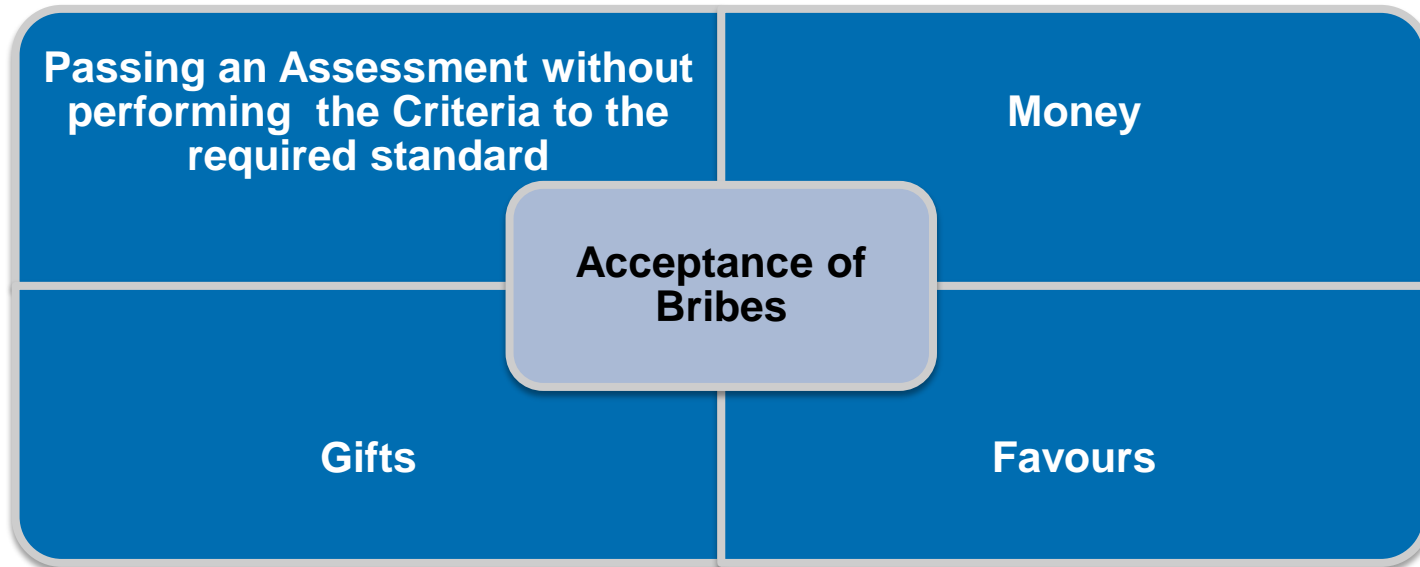 Passing an Assessment without
performing  the Criteria to the
required standard
Money
Acceptance of
Bribes
Gifts
Favours